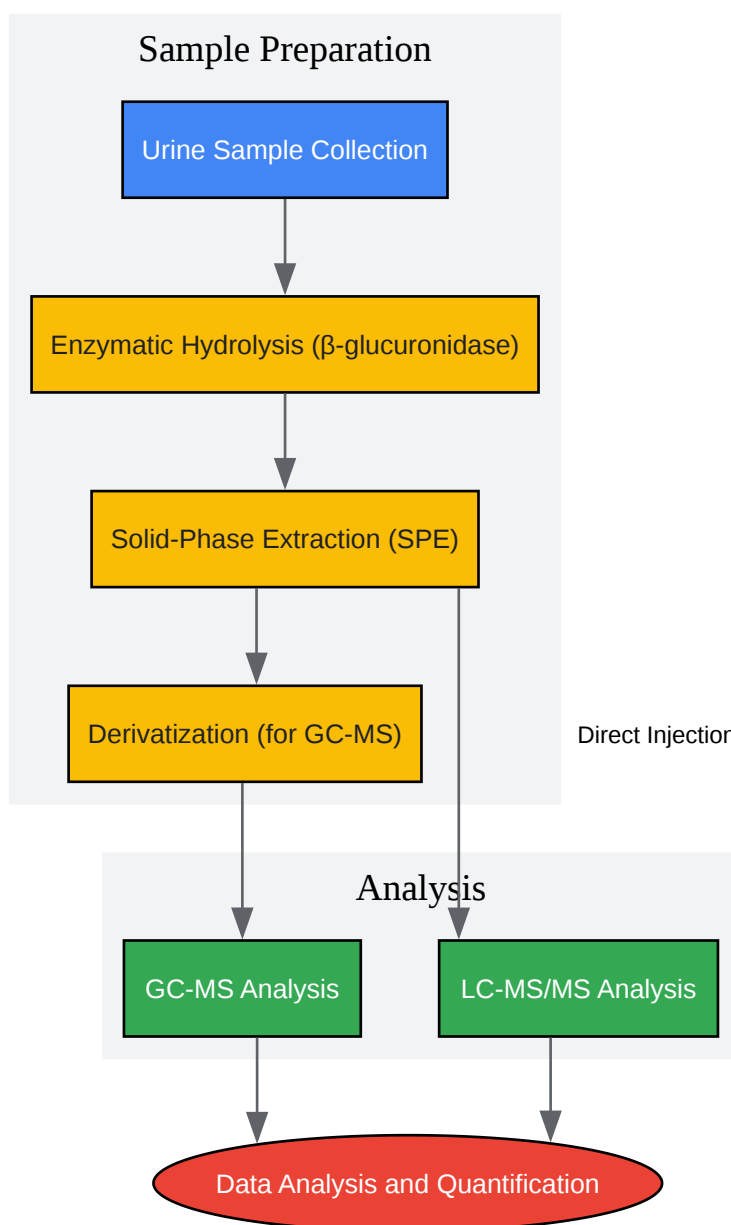 Sample Preparation
Urine Sample Collection
Enzymatic Hydrolysis (β-glucuronidase)
Solid-Phase Extraction (SPE)
Derivatization (for GC-MS)
Direct Injection
Analysis
GC-MS Analysis
LC-MS/MS Analysis
Data Analysis and Quantification